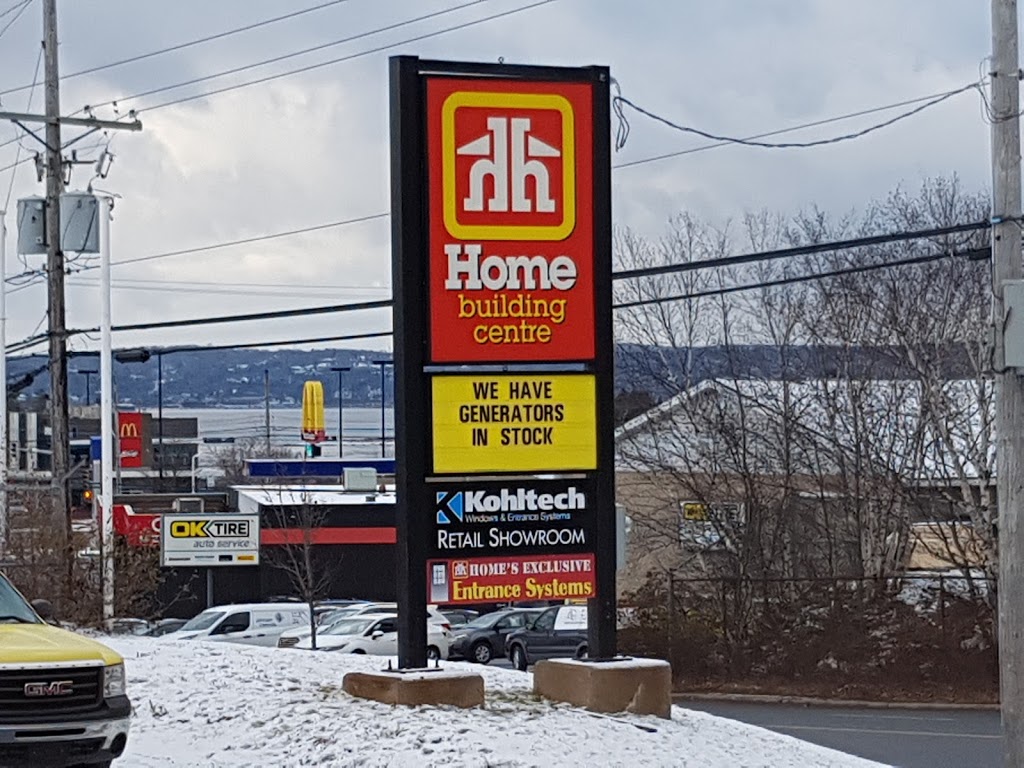 Home
building
centre
WE HAVE
GENERATORS
IN STOCK
Kohltech
Windows & Entrance Systems
RETAIL SHOWROOM
HOME'S EXCLUSIVE
Entrance Systems
OK TIRE
auto service
GMC